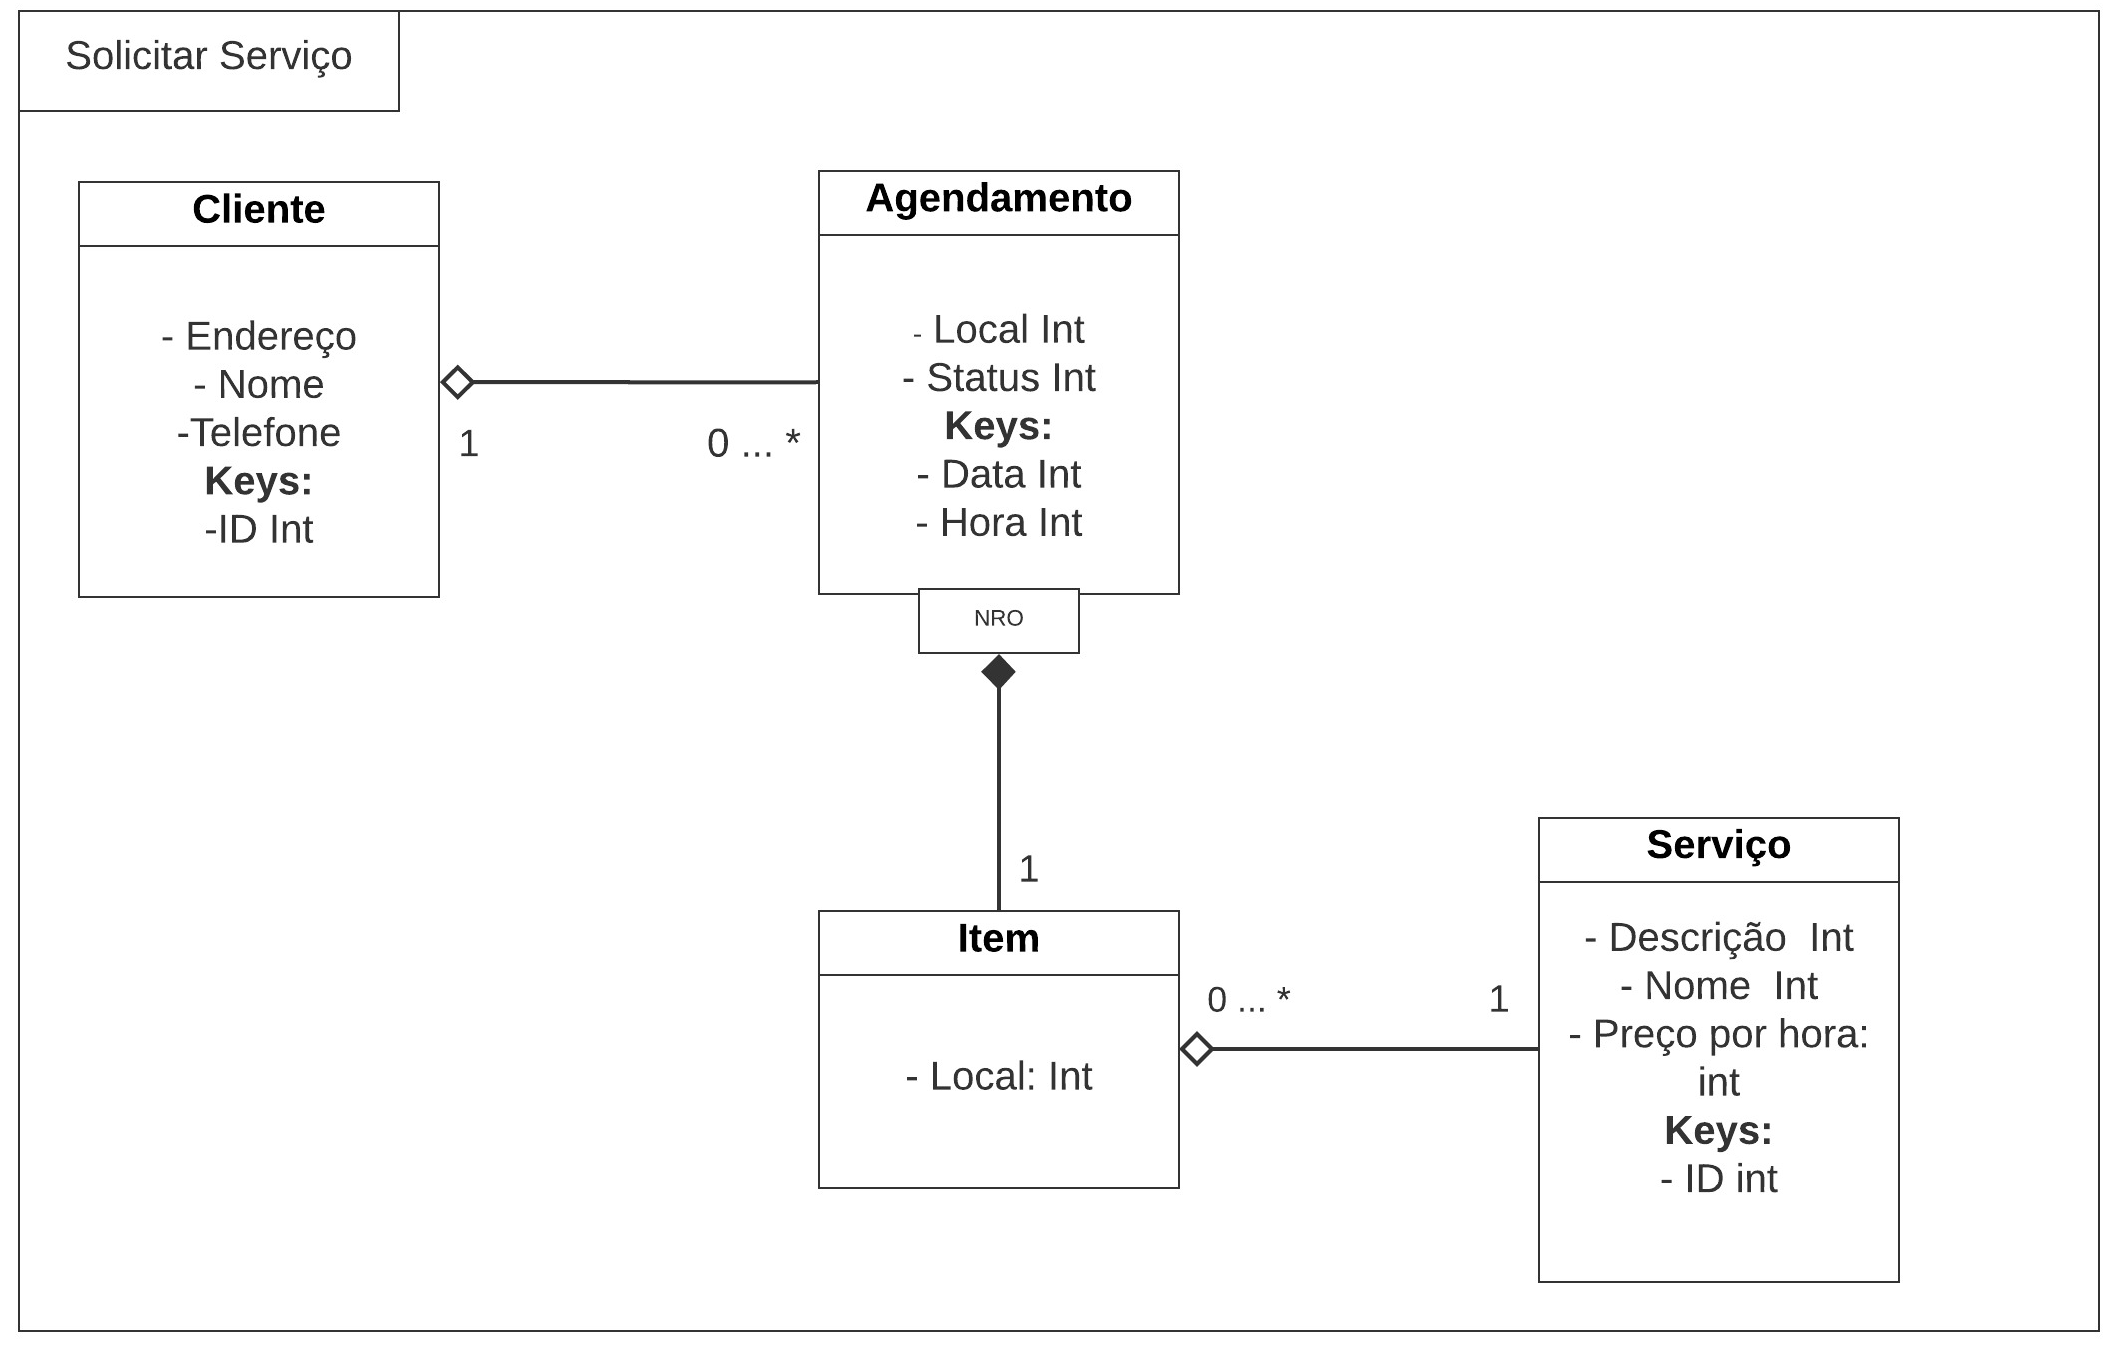 Solicitar Serviço
Cliente
- Endereço
- Nome
-Telefone
Keys:
-ID Int
1
0 ... *
Agendamento
- Local Int
- Status Int
Keys:
- Data Int
- Hora Int
NRO
1
Item
- Local: Int
0 ... *
1
Serviço
- Descrição  Int
- Nome  Int
- Preço por hora:
int
Keys:
- ID int